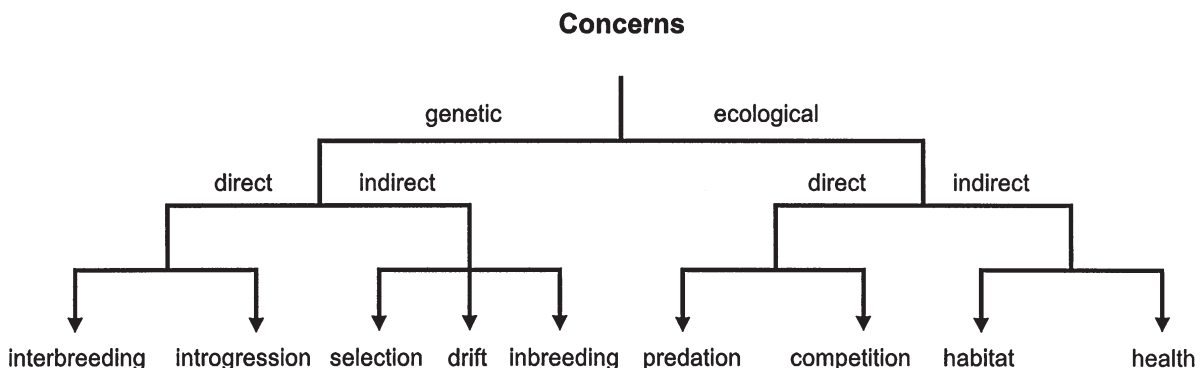 Concerns
genetic ecological
direct indirect direct indirect
interbreeding introgression selection drift inbreeding predation competition habitat health